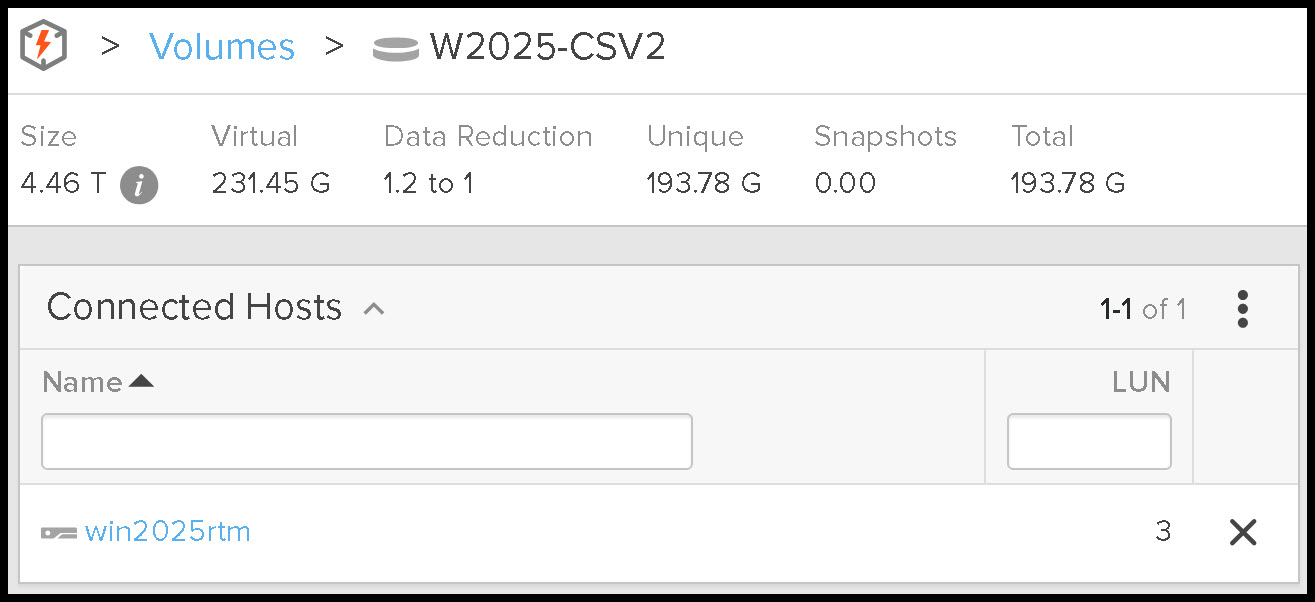 > Volumes > W2025-CSV2
Size Virtual Data Reduction Unique Snapshots Total
4.46 T i 231.45 G 1.2 to 1 193.78 G 0.00 193.78 G
Connected Hosts 1-1 of 1
Name LUN
win2025rtm 3